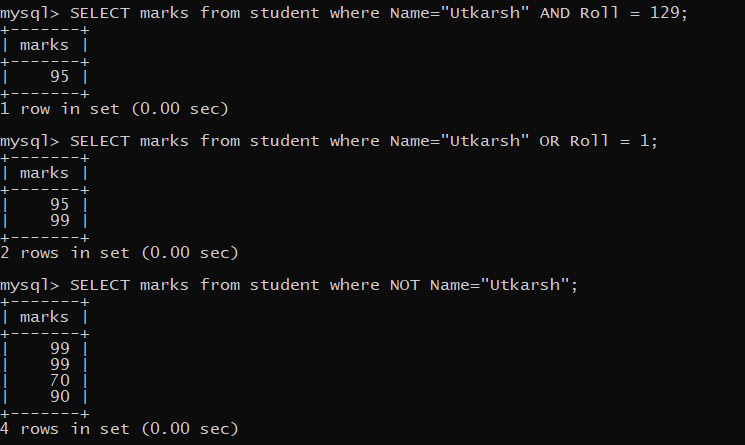 mysql> SELECT marks from student where Name="Utkarsh" AND Roll = 129;
+-------+
| marks |
+-------+
|    95 |
+-------+
1 row in set (0.00 sec)
mysql> SELECT marks from student where Name="Utkarsh" OR Roll = 1;
+-------+
| marks |
+-------+
|    95 |
|    99 |
+-------+
2 rows in set (0.00 sec)
mysql> SELECT marks from student where NOT Name="Utkarsh";
+-------+
| marks |
+-------+
|    99 |
|    99 |
|    70 |
|    90 |
+-------+
4 rows in set (0.00 sec)